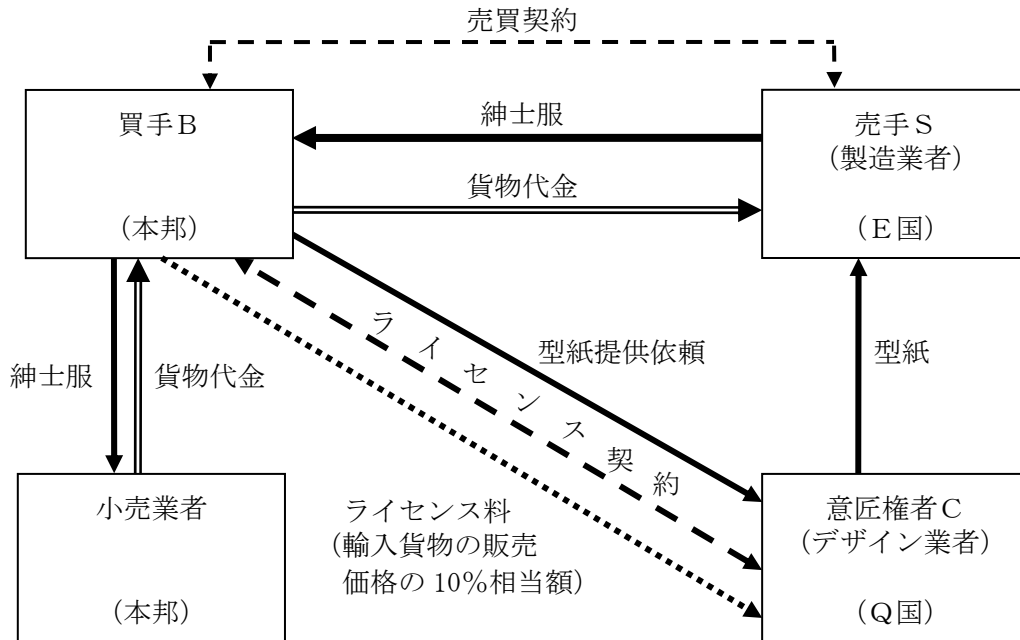 売買契約
買手B
(本邦)
紳士服
貨物代金
売手S
(製造業者)
(E国)
紳士服
貨物代金
ライセンス契約
型紙提供依頼
型紙
小売業者
(本邦)
ライセンス料
(輸入貨物の販売
価格の10%相当額)
意匠権者C
(デザイン業者)
(Q国)